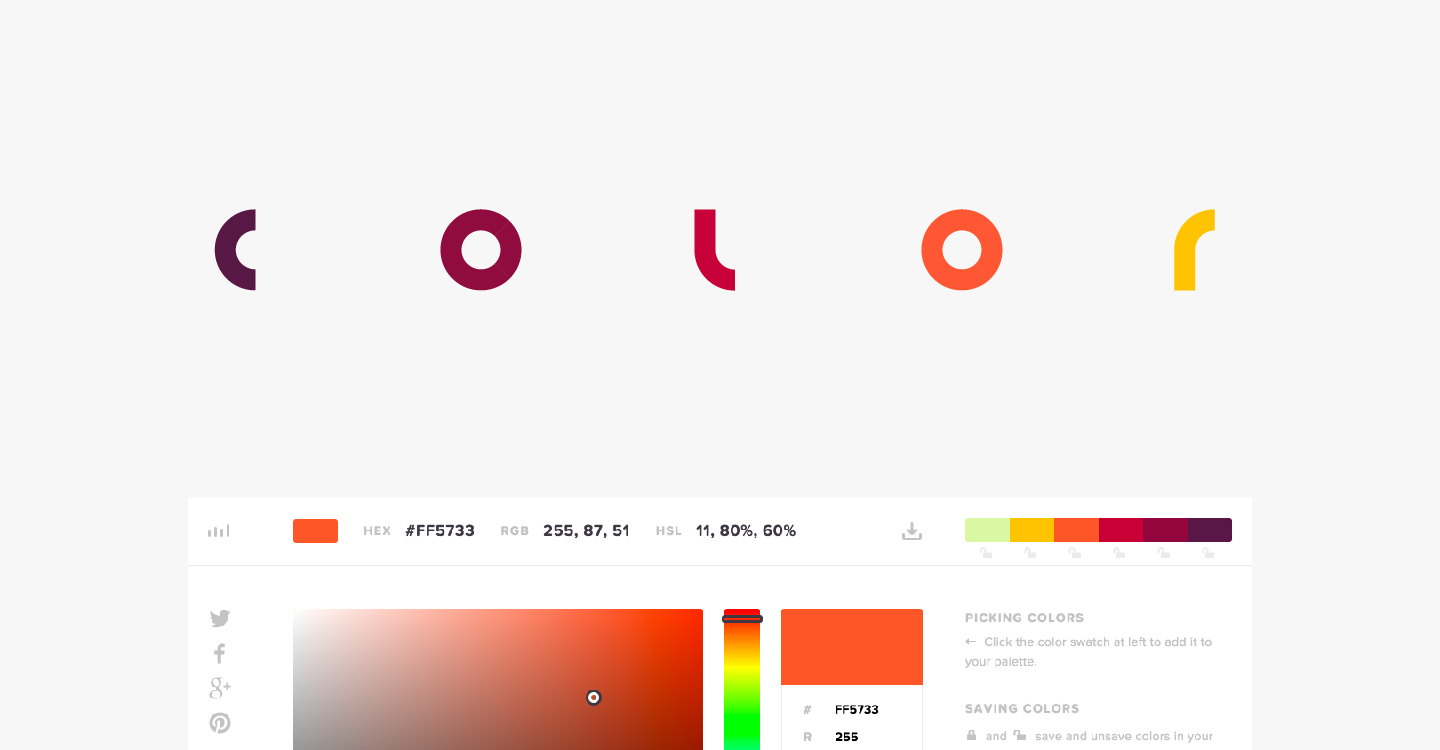 color
HEX #FF5733 RGB 255, 87, 51 HSL 11, 80%, 60%
PICKING COLORS
← Click the color swatch at left to add it to
your palette.
# FF5733
R 255
SAVING COLORS
and save and unsave colors in your